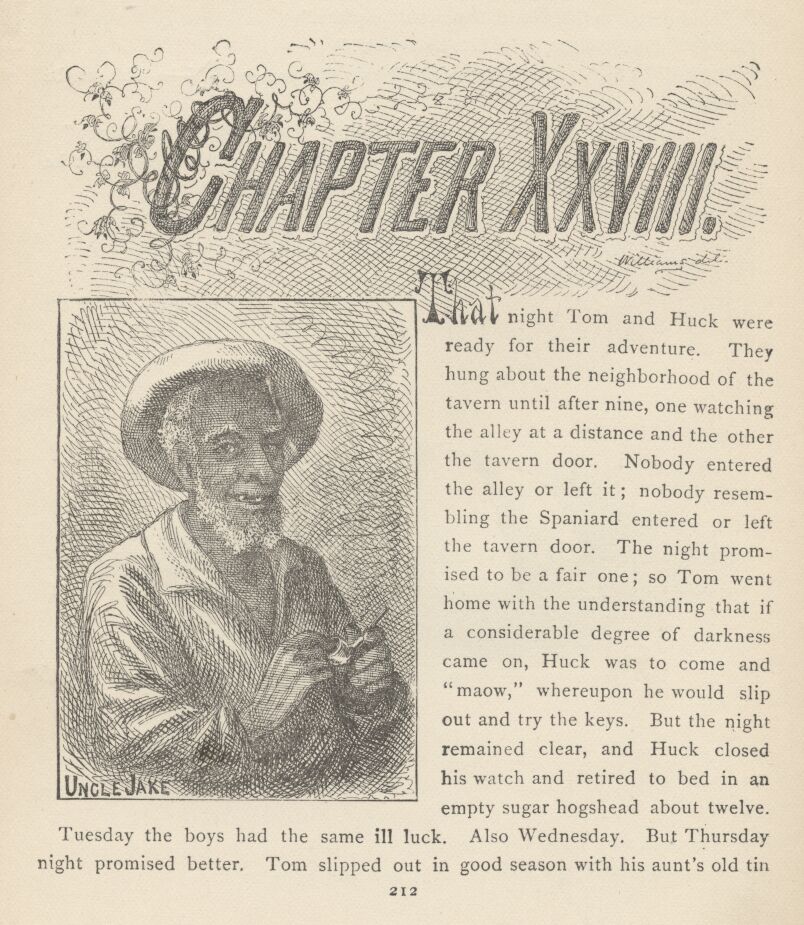 CHAPTER XXVIII.
Williams del.
That night Tom and Huck were
ready for their adventure. They
hung about the neighborhood of the
tavern until after nine, one watching
the alley at a distance and the other
the tavern door. Nobody entered
the alley or left it; nobody resem-
bling the Spaniard entered or left
the tavern door. The night prom-
ised to be a fair one; so Tom went
home with the understanding that if
a considerable degree of darkness
came on, Huck was to come and
“maow,” whereupon he would slip
out and try the keys. But the night
remained clear, and Huck closed
his watch and retired to bed in an
empty sugar hogshead about twelve.
UNCLE JAKE
Tuesday the boys had the same ill luck. Also Wednesday. But Thursday
night promised better. Tom slipped out in good season with his aunt’s old tin
212